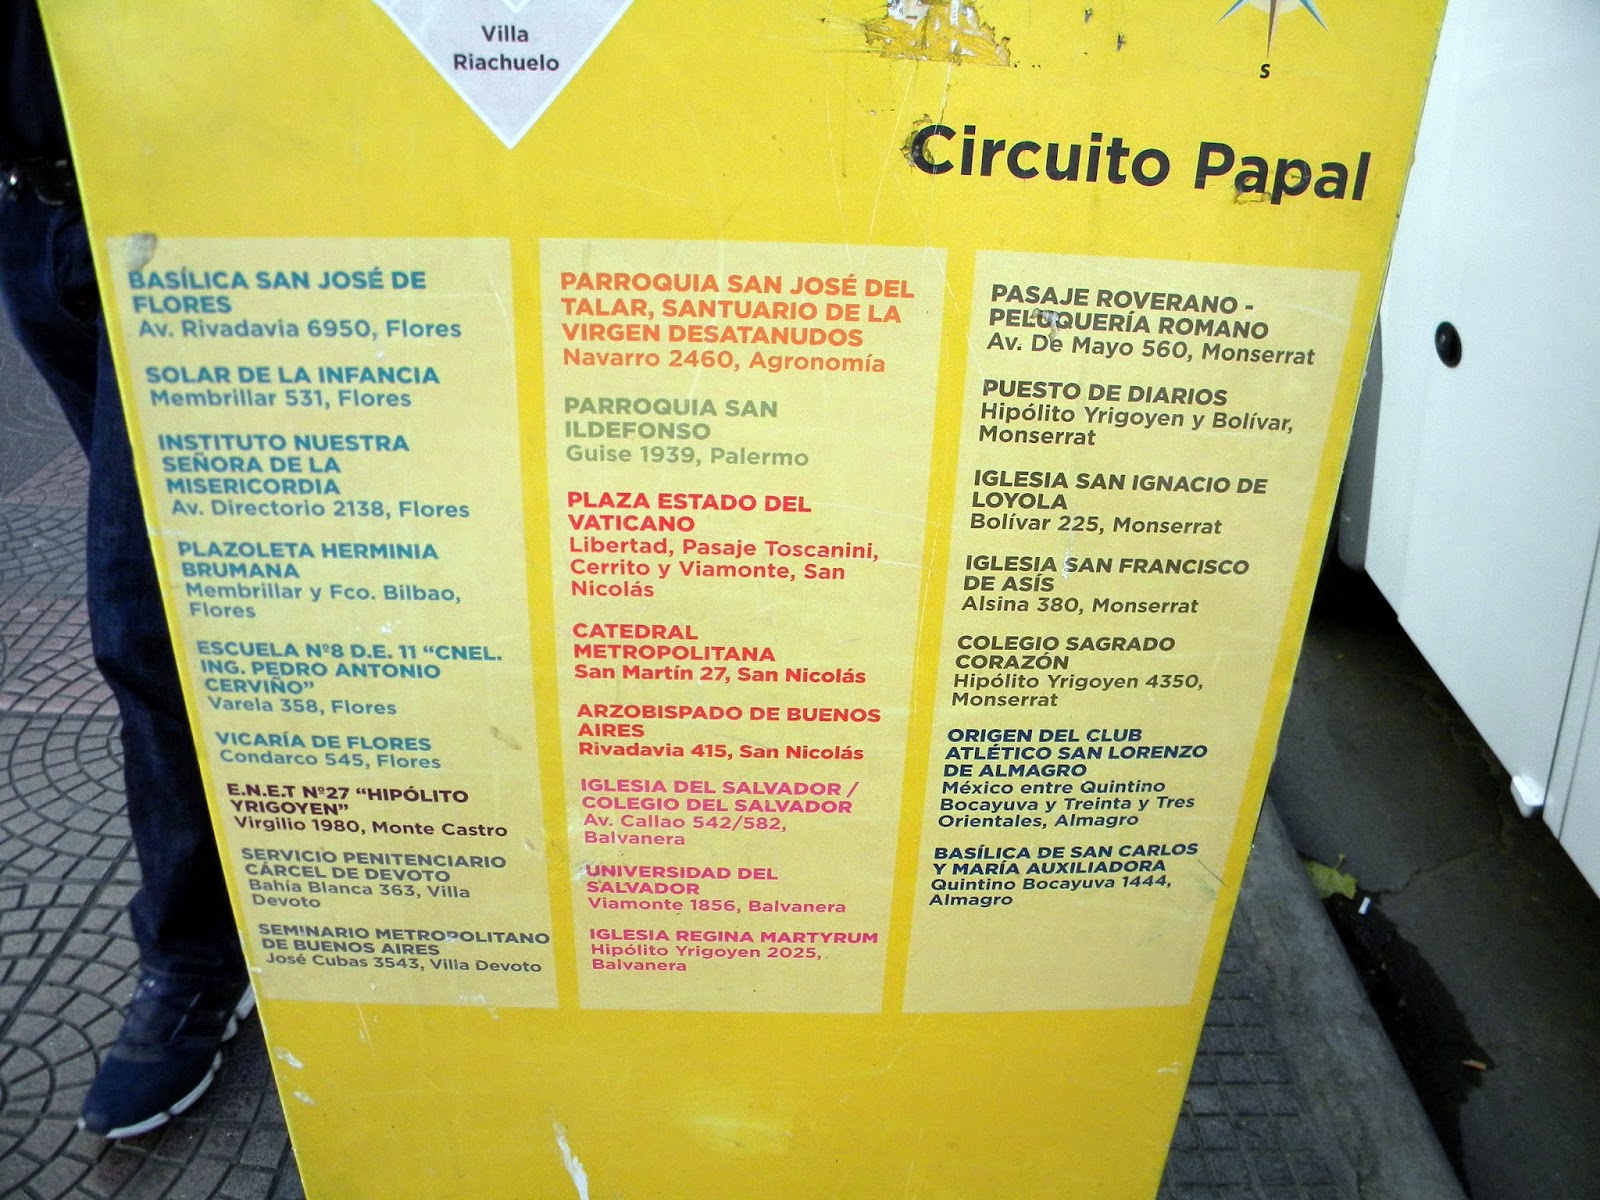 Villa
Riachuelo
S
Circuito Papal
BASÍLICA SAN JOSÉ DE
FLORES
Av. Rivadavia 6950, Flores
SOLAR DE LA INFANCIA
Membrillar 531, Flores
INSTITUTO NUESTRA
SEÑORA DE LA
MISERICORDIA
Av. Directorio 2138, Flores
PLAZOLETA HERMINIA
BRUMANA
Membrillar y Fco. Bilbao,
Flores
ESCUELA Nº8 D.E. 11 “CNEL.
ING. PEDRO ANTONIO
CERVIÑO”
Varela 358, Flores
VICARÍA DE FLORES
Condarco 545, Flores
E.N.E.T Nº27 “HIPÓLITO
YRIGOYEN”
Virgilio 1980, Monte Castro
SERVICIO PENITENCIARIO
CÁRCEL DE DEVOTO
Bahía Blanca 363, Villa
Devoto
SEMINARIO METROPOLITANO
DE BUENOS AIRES
José Cubas 3543, Villa Devoto
PARROQUIA SAN JOSÉ DEL
TALAR, SANTUARIO DE LA
VIRGEN DESATANUDOS
Navarro 2460, Agronomía
PARROQUIA SAN
ILDEFONSO
Guise 1939, Palermo
PLAZA ESTADO DEL
VATICANO
Libertad, Pasaje Toscanini,
Cerrito y Viamonte, San
Nicolás
CATEDRAL
METROPOLITANA
San Martín 27, San Nicolás
ARZOBISPADO DE BUENOS
AIRES
Rivadavia 415, San Nicolás
IGLESIA DEL SALVADOR /
COLEGIO DEL SALVADOR
Av. Callao 542/582,
Balvanera
UNIVERSIDAD DEL
SALVADOR
Viamonte 1856, Balvanera
IGLESIA REGINA MARTYRUM
Hipólito Yrigoyen 2025,
Balvanera
PASAJE ROVERANO -
PELUQUERÍA ROMANO
Av. De Mayo 560, Monserrat
PUESTO DE DIARIOS
Hipólito Yrigoyen y Bolívar,
Monserrat
IGLESIA SAN IGNACIO DE
LOYOLA
Bolívar 225, Monserrat
IGLESIA SAN FRANCISCO
DE ASÍS
Alsina 380, Monserrat
COLEGIO SAGRADO
CORAZÓN
Hipólito Yrigoyen 4350,
Monserrat
ORIGEN DEL CLUB
ATLÉTICO SAN LORENZO
DE ALMAGRO
México entre Quintino
Bocayuva y Treinta y Tres
Orientales, Almagro
BASÍLICA DE SAN CARLOS
Y MARÍA AUXILIADORA
Quintino Bocayuva 1444,
Almagro